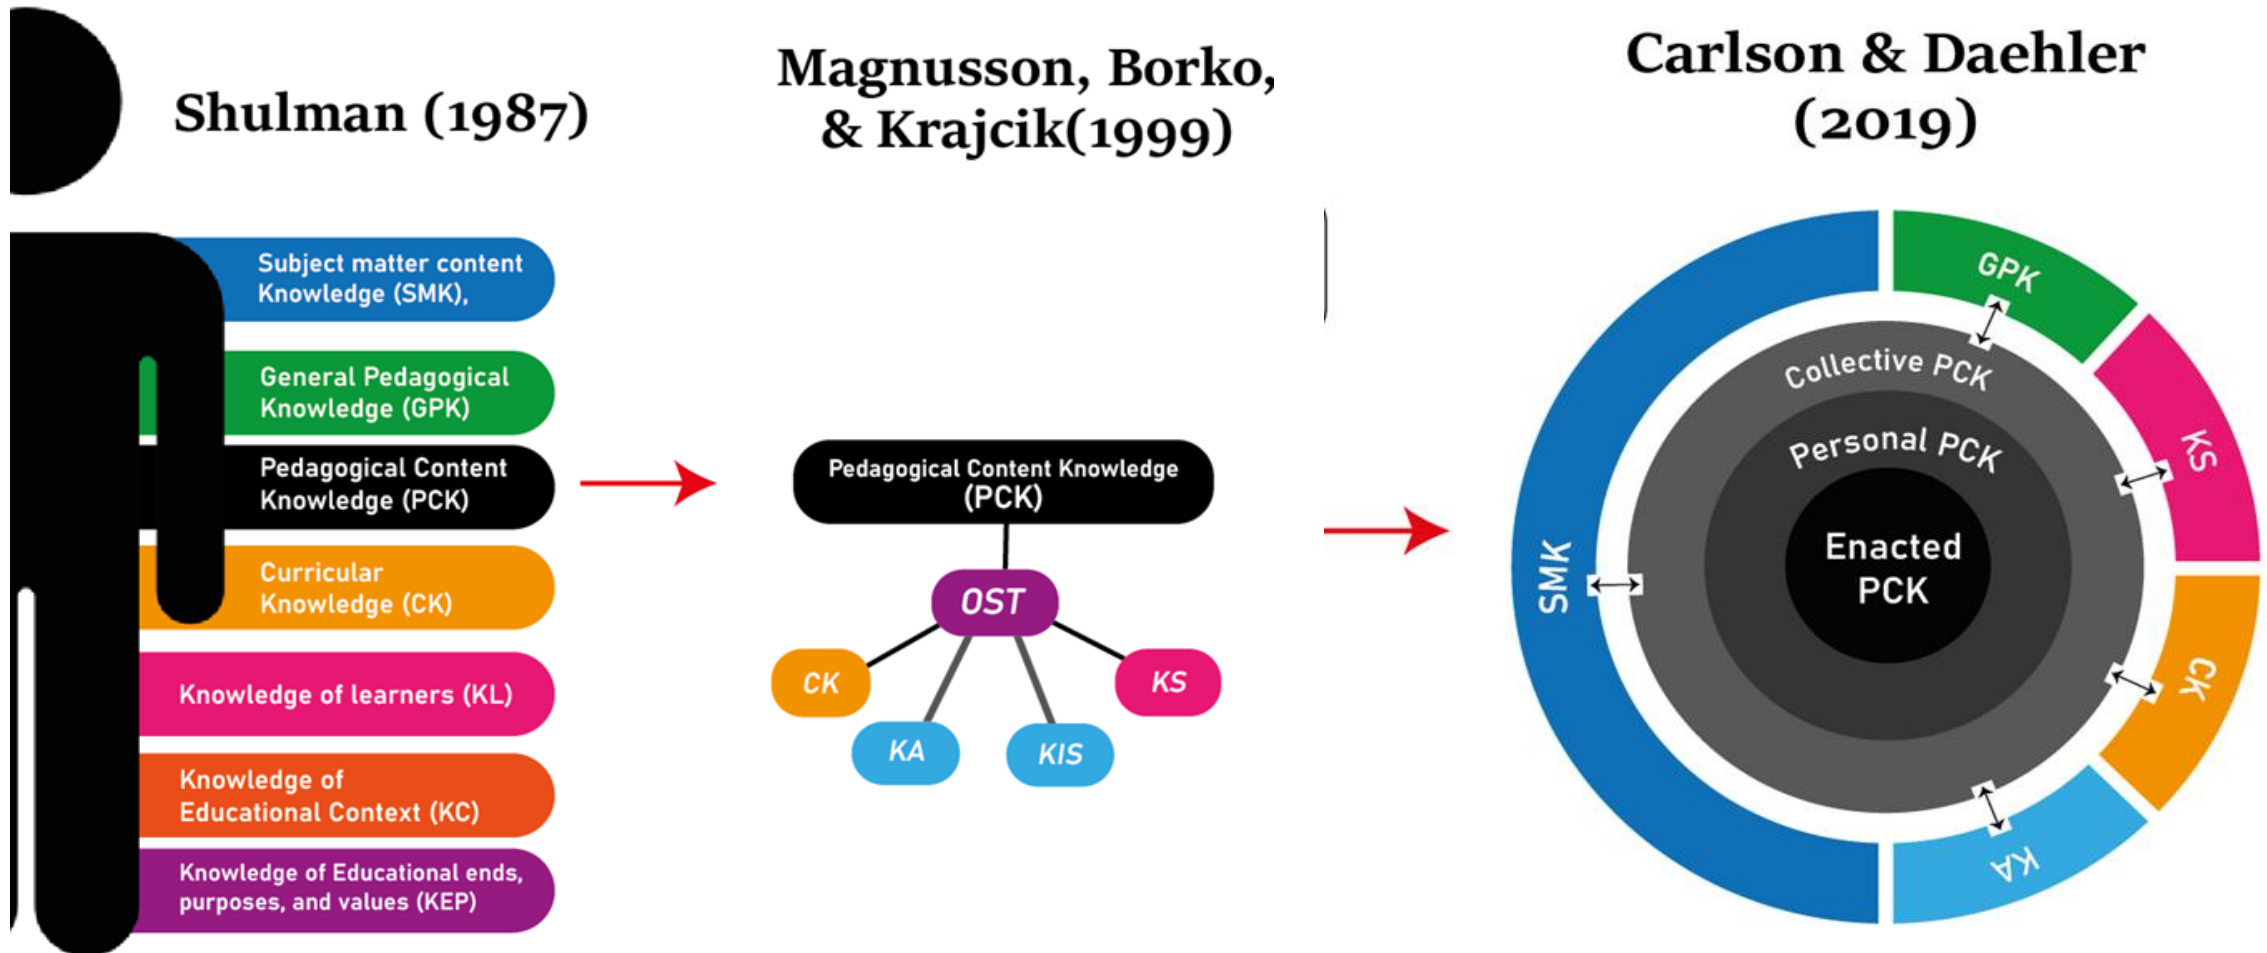 Shulman (1987)
Subject matter content
Knowledge (SMK),
General Pedagogical
Knowledge (GPK)
Pedagogical Content
Knowledge (PCK)
Curricular
Knowledge (CK)
Knowledge of learners (KL)
Knowledge of
Educational Context (KC)
Knowledge of Educational ends,
purposes, and values (KEP)
Magnusson, Borko,
& Krajcik(1999)
Pedagogical Content Knowledge
(PCK)
OST
CK
KS
KA
KIS
Carlson & Daehler
(2019)
GPK
KS
CK
KA
SMK
Collective PCK
Personal PCK
Enacted
PCK